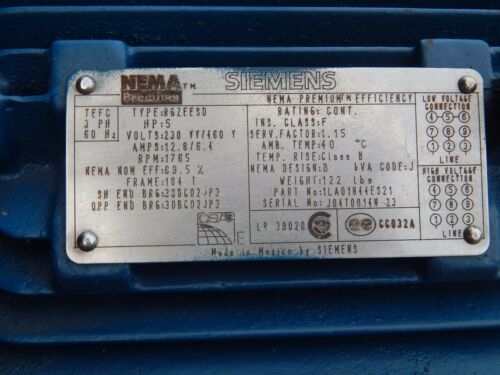 NEMA Premium™ SIEMENS
NEMA PREMIUM™ EFFICIENCY
TEFC
3 PH
60 Hz
TYPE:RGZEESD
HP:5
VOLTS:230 YY/460 Y
AMPS:12.8/6.4
RPM:1765
NEMA NOM EFF:89.5%
FRAME:184 T
SH END BRG:30BC02JP3
OPP END BRG:30BC02JP3
RATING: CONT.
INS.CLASS:F
SERV.FACTOR:1.15
AMB.TEMP:40 °C
TEMP. RISE:Class B
NEMA DESIGN:B kVA CODE:J
WEIGHT:122 Lbs
PART No:1LA01844ES21
SERIAL No: J04T0014N 23
LOW VOLTAGE
CONNECTION
4 5 6
7 8 9
1 2 3
LINE
HIGH VOLTAGE
CONNECTION
4 5 6
7 8 9
1 2 3
LINE
E
LR 39020
ee
CC032A
Made in Mexico by SIEMENS